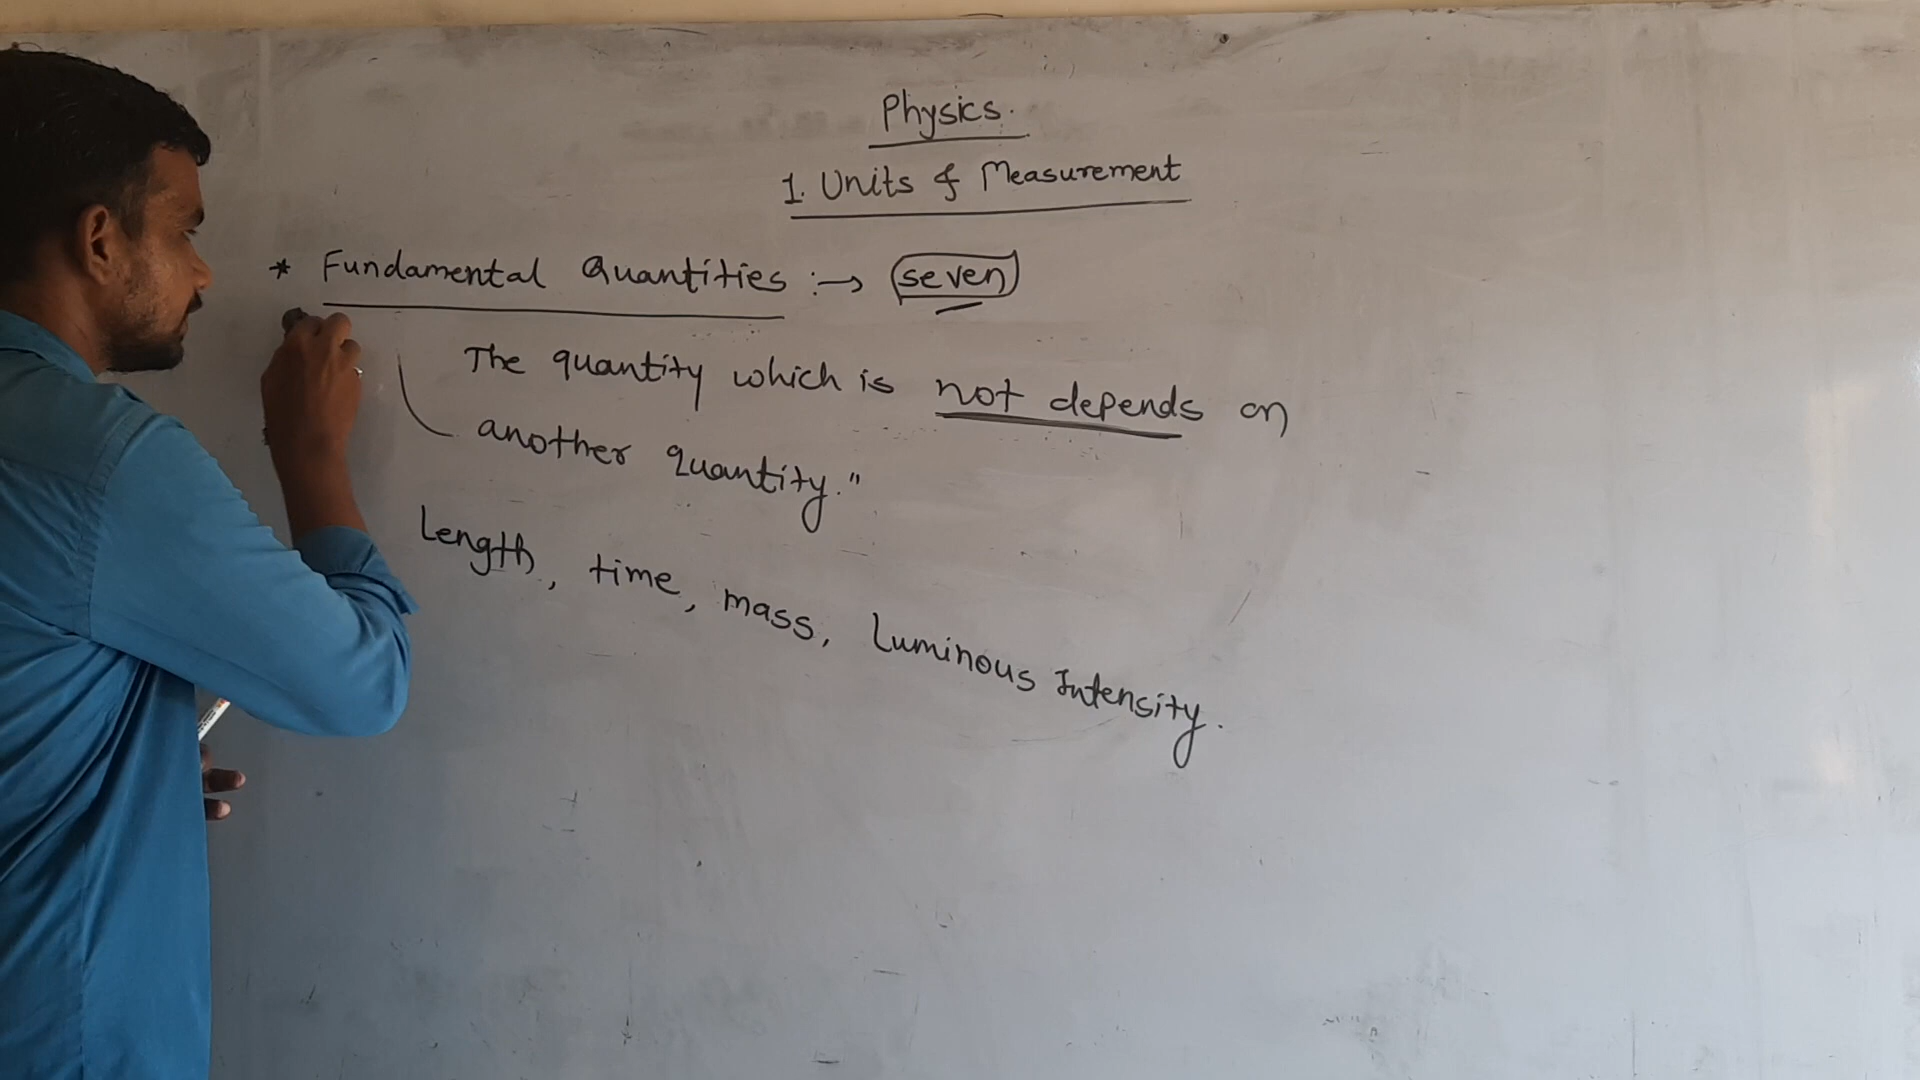 Physics.
1. Units & Measurement
* Fundamental Quantities :→ seven
The quantity which is not depends on
another quantity."
Length, time, mass, Luminous Intensity.